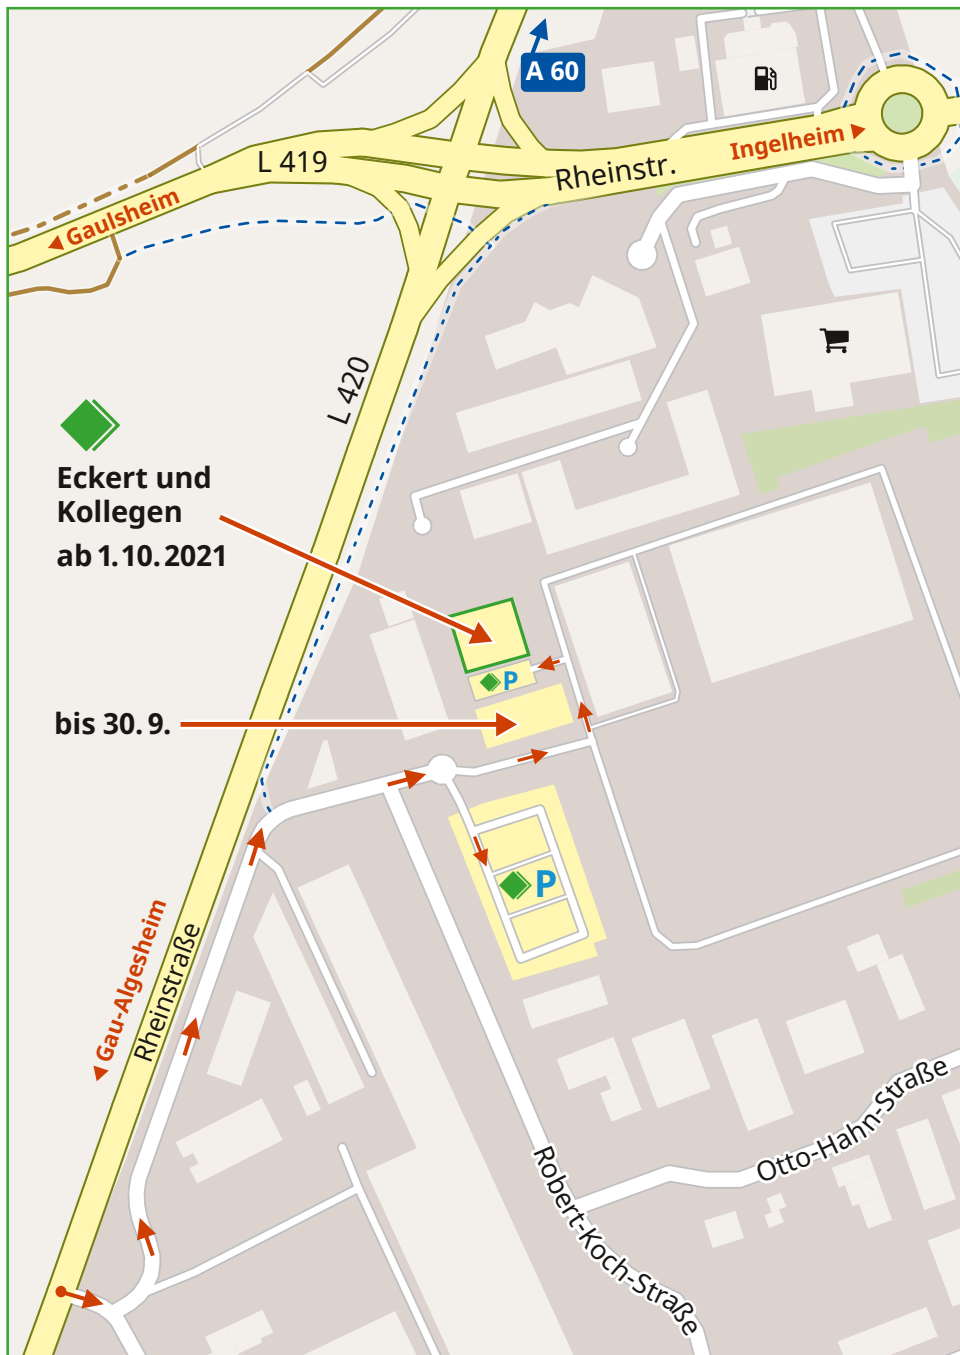 A 60
Ingelheim
L 419
Rheinstr.
Gaulsheim
L 420
Eckert und
Kollegen
ab 1.10.2021
P
bis 30. 9.
P
Gau-Algesheim
Rheinstraße
Otto-Hahn-Straße
Robert-Koch-Straße